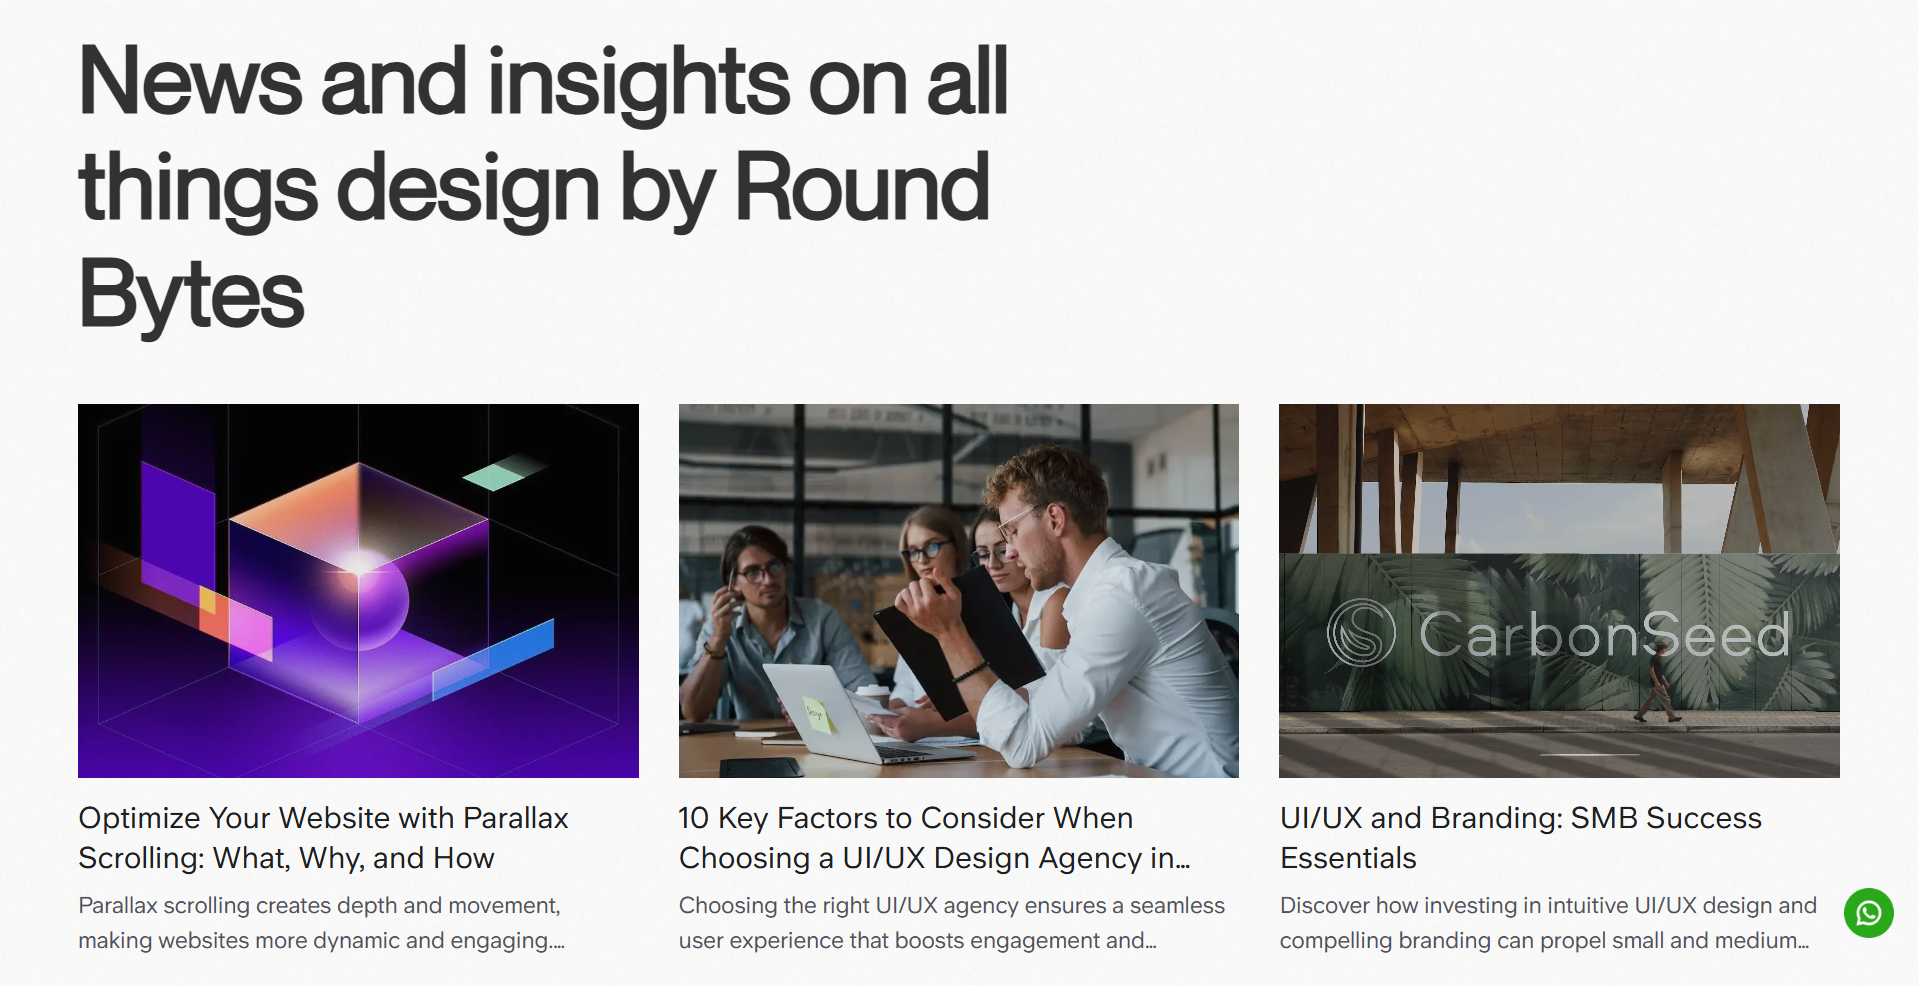 News and insights on all
things design by Round
Bytes
CarbonSeed
Design
Optimize Your Website with Parallax
Scrolling: What, Why, and How
Parallax scrolling creates depth and movement,
making websites more dynamic and engaging....
10 Key Factors to Consider When
Choosing a UI/UX Design Agency in...
Choosing the right UI/UX agency ensures a seamless
user experience that boosts engagement and...
UI/UX and Branding: SMB Success
Essentials
Discover how investing in intuitive UI/UX design and
compelling branding can propel small and medium...